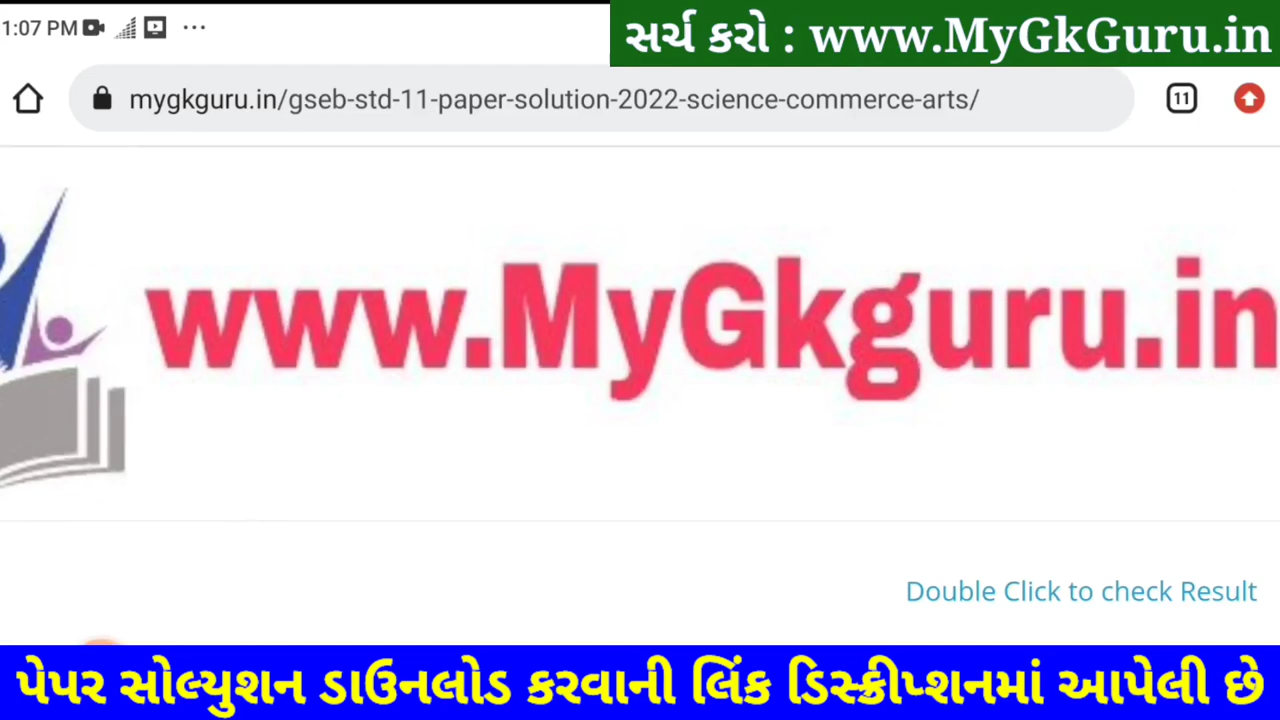 1:07 PM
સર્ચ કરો : www.MyGkGuru.in
mygkguru.in/gseb-std-11-paper-solution-2022-science-commerce-arts/
11
www.MyGkguru.in
Double Click to check Result
પેપર સોલ્યુશન ડાઉનલોડ કરવાની લિંક ડિસ્ક્રીપ્શનમાં આપેલી છે